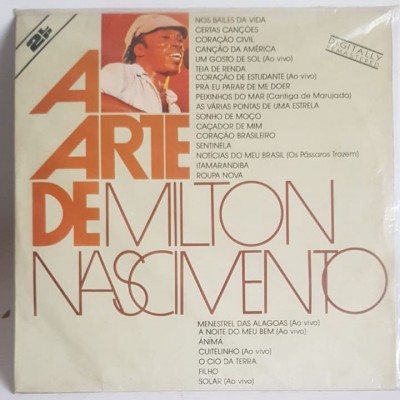 2LPs
DIGITALLY
REMASTERED
A
ARTE
DE MILTON
NASCIMENTO
NOS BAILES DA VIDA
CERTAS CANÇÕES
CORAÇÃO CIVIL
CANÇÃO DA AMÉRICA
UM GOSTO DE SOL (Ao vivo)
TEIA DE RENDA
CORAÇÃO DE ESTUDANTE (Ao vivo)
PRA EU PARAR DE ME DOER
PEIXINHOS DO MAR (Cantiga de Marujada)
AS VÁRIAS PONTAS DE UMA ESTRELA
SONHO DE MOÇO
CAÇADOR DE MIM
CORAÇÃO BRASILEIRO
SENTINELA
NOTÍCIAS DO MEU BRASIL (Os Pássaros Trazem)
ITAMARANDIBA
ROUPA NOVA
MENESTREL DAS ALAGOAS (Ao vivo)
A NOITE DO MEU BEM (Ao vivo)
ANIMÁ
CUITELINHO (Ao vivo)
O CIO DA TERRA
FILHO
SOLAR (Ao vivo)